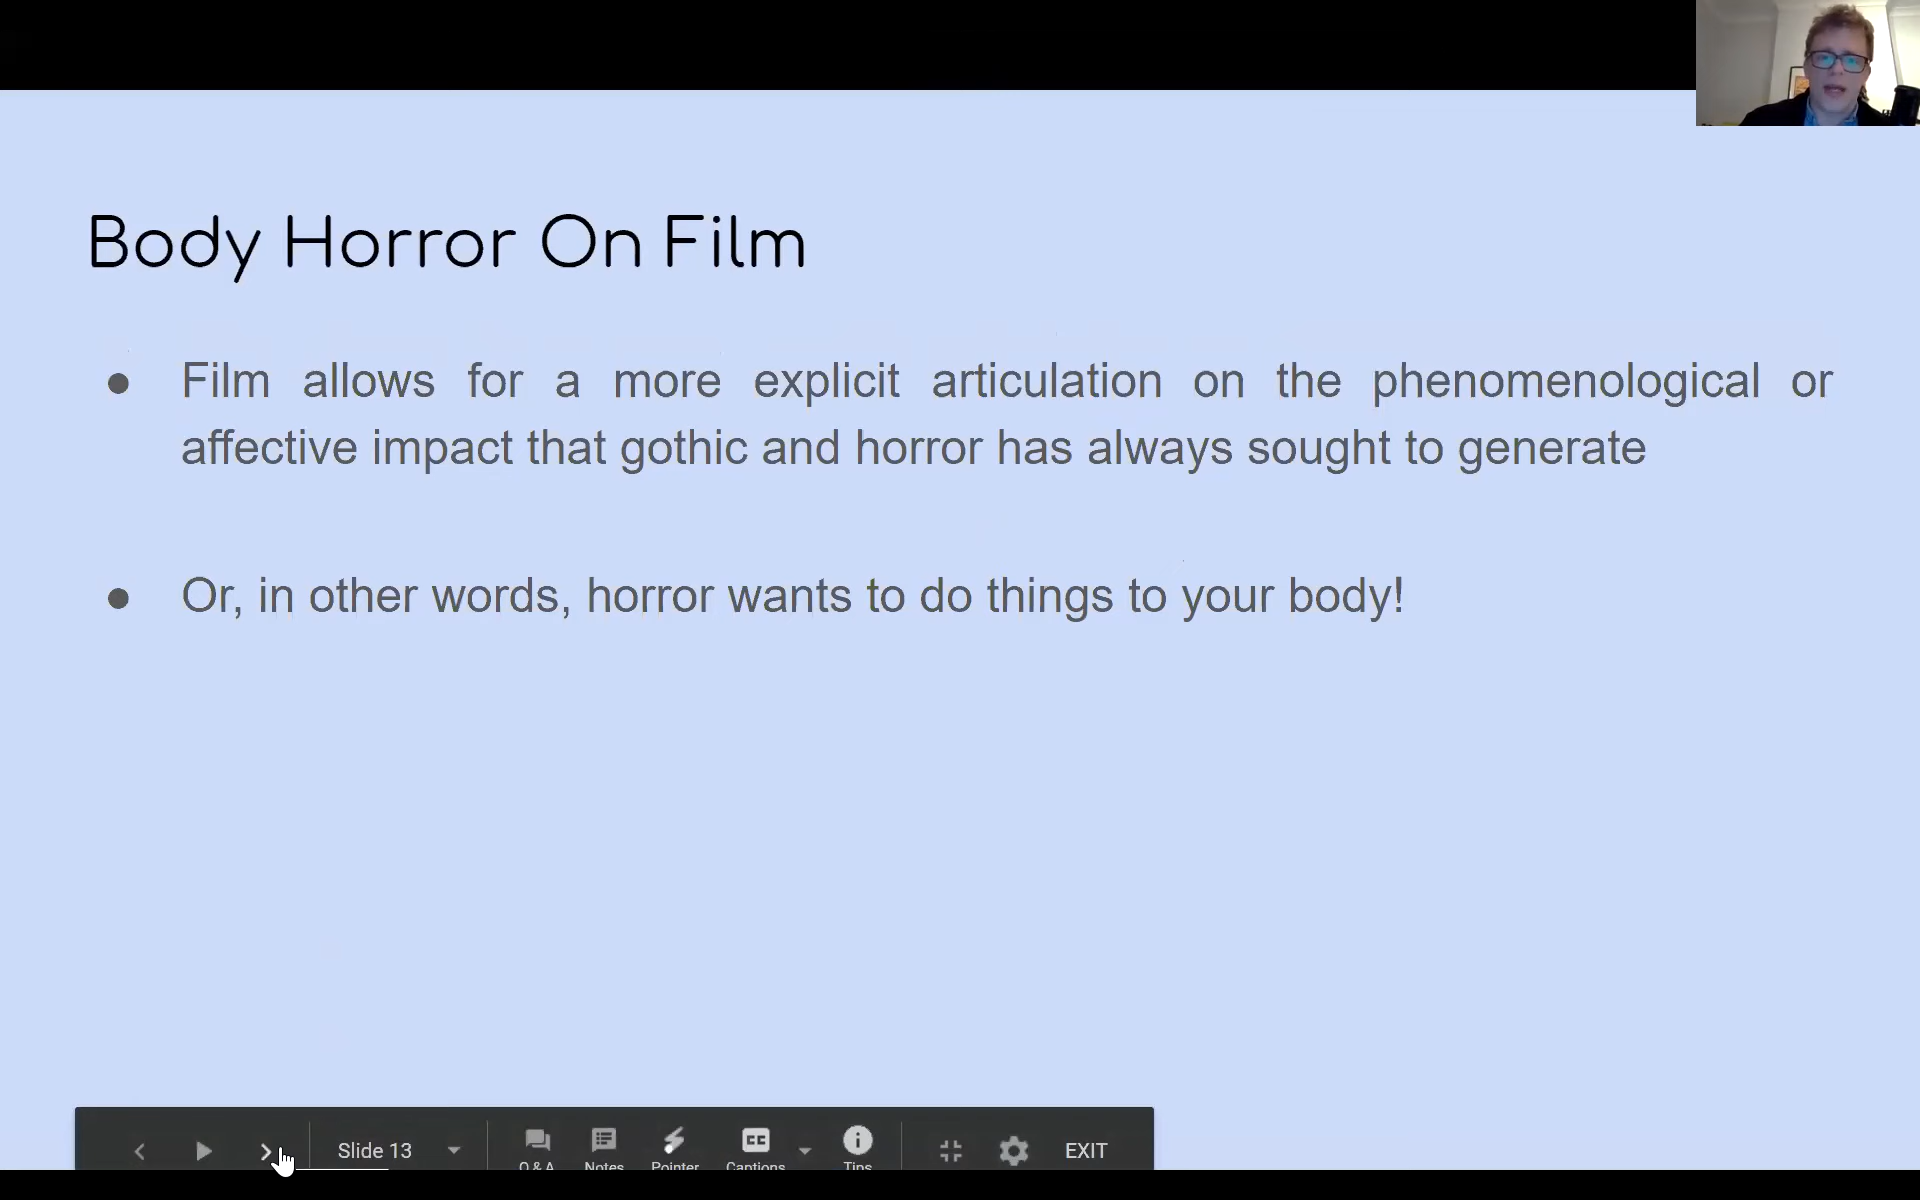 Body Horror On Film
● Film allows for a more explicit articulation on the phenomenological or
affective impact that gothic and horror has always sought to generate
● Or, in other words, horror wants to do things to your body!
Slide 13
Q & A Notes Pointer Captions Tips
EXIT